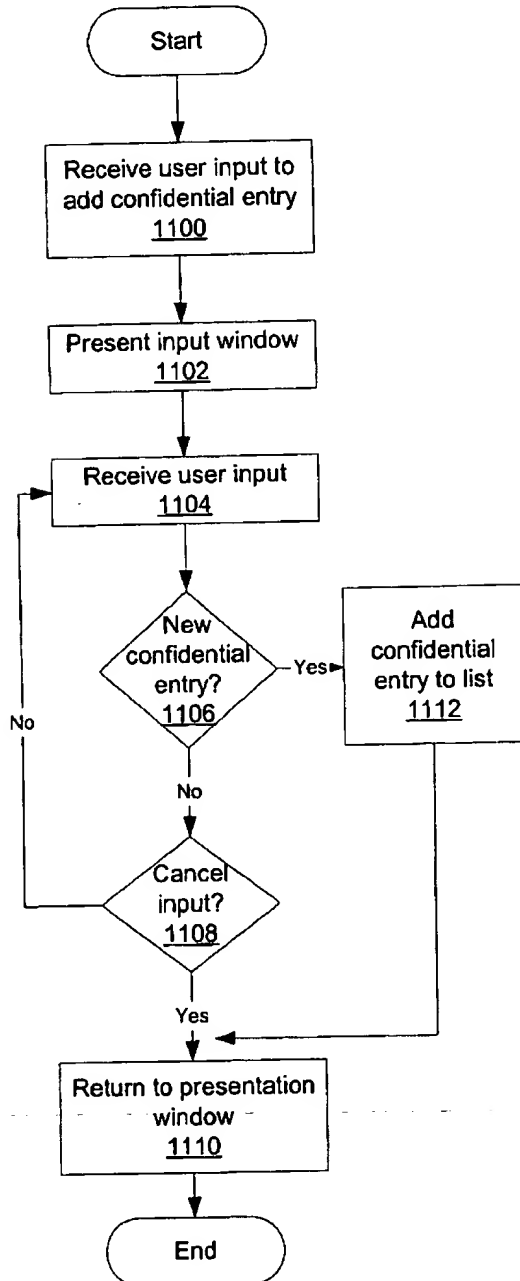 Start
Receive user input to
add confidential entry
1100
Present input window
1102
Receive user input
1104
New
confidential
entry?
1106
Yes
Add
confidential
entry to list
1112
No
No
Cancel
input?
1108
Yes
Return to presentation
window
1110
End